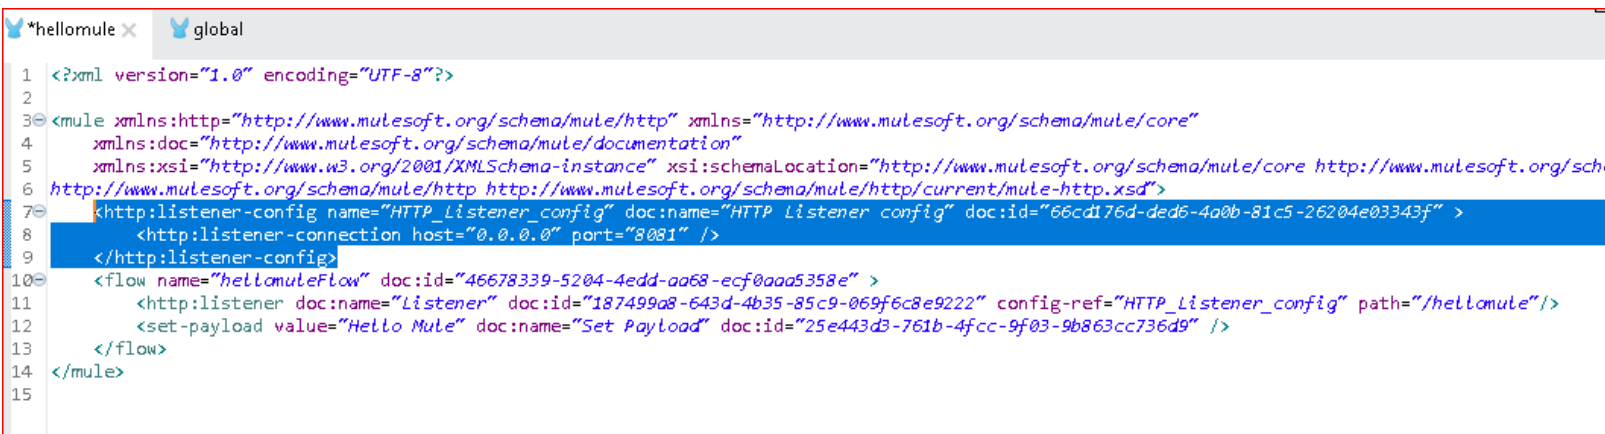 *hellomule global
1 <?xml version="1.0" encoding="UTF-8"?>
2
3 <mule xmlns:http="http://www.mulesoft.org/schema/mule/http" xmlns="http://www.mulesoft.org/schema/mule/core"
4 xmlns:doc="http://www.mulesoft.org/schema/mule/documentation"
5 xmlns:xsi="http://www.w3.org/2001/XMLSchema-instance" xsi:schemaLocation="http://www.mulesoft.org/schema/mule/core http://www.mulesoft.org/sch
6 http://www.mulesoft.org/schema/mule/http http://www.mulesoft.org/schema/mule/http/current/mule-http.xsd">
7 <http:listener-config name="HTTP_Listener_config" doc:name="HTTP Listener config" doc:id="66cd176d-ded6-4a0b-81c5-26204e03343f" >
8 <http:listener-connection host="0.0.0.0" port="8081" />
9 </http:listener-config>
10 <flow name="hellomuleFlow" doc:id="46678339-5204-4edd-aa68-ecf0aaa5358e" >
11 <http:listener doc:name="Listener" doc:id="187499a8-643d-4b35-85c9-069f6c8e9222" config-ref="HTTP_Listener_config" path="/hellomule"/>
12 <set-payload value="Hello Mule" doc:name="Set Payload" doc:id="25e443d3-761b-4fcc-9f03-9b863cc736d9" />
13 </flow>
14 </mule>
15